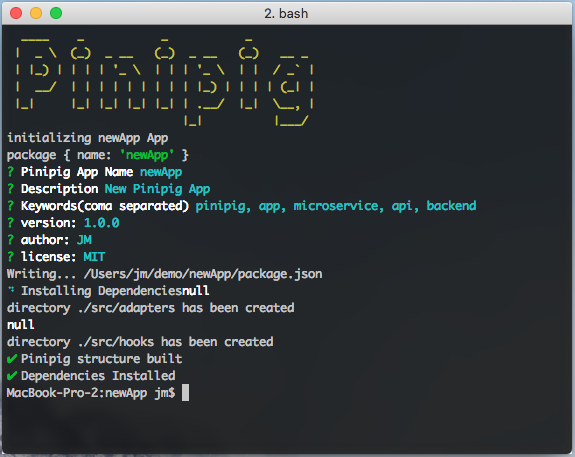 2. bash
Pinipig
initializing newApp App
package { name: 'newApp' }
? Pinipig App Name newApp
? Description New Pinipig App
? Keywords(coma separated) pinipig, app, microservice, api, backend
? version: 1.0.0
? author: JM
? license: MIT
Writing... /Users/jm/demo/newApp/package.json
⠙ Installing Dependenciesnull
directory ./src/adapters has been created
null
directory ./src/hooks has been created
✔ Pinipig structure built
✔ Dependencies Installed
MacBook-Pro-2:newApp jm$